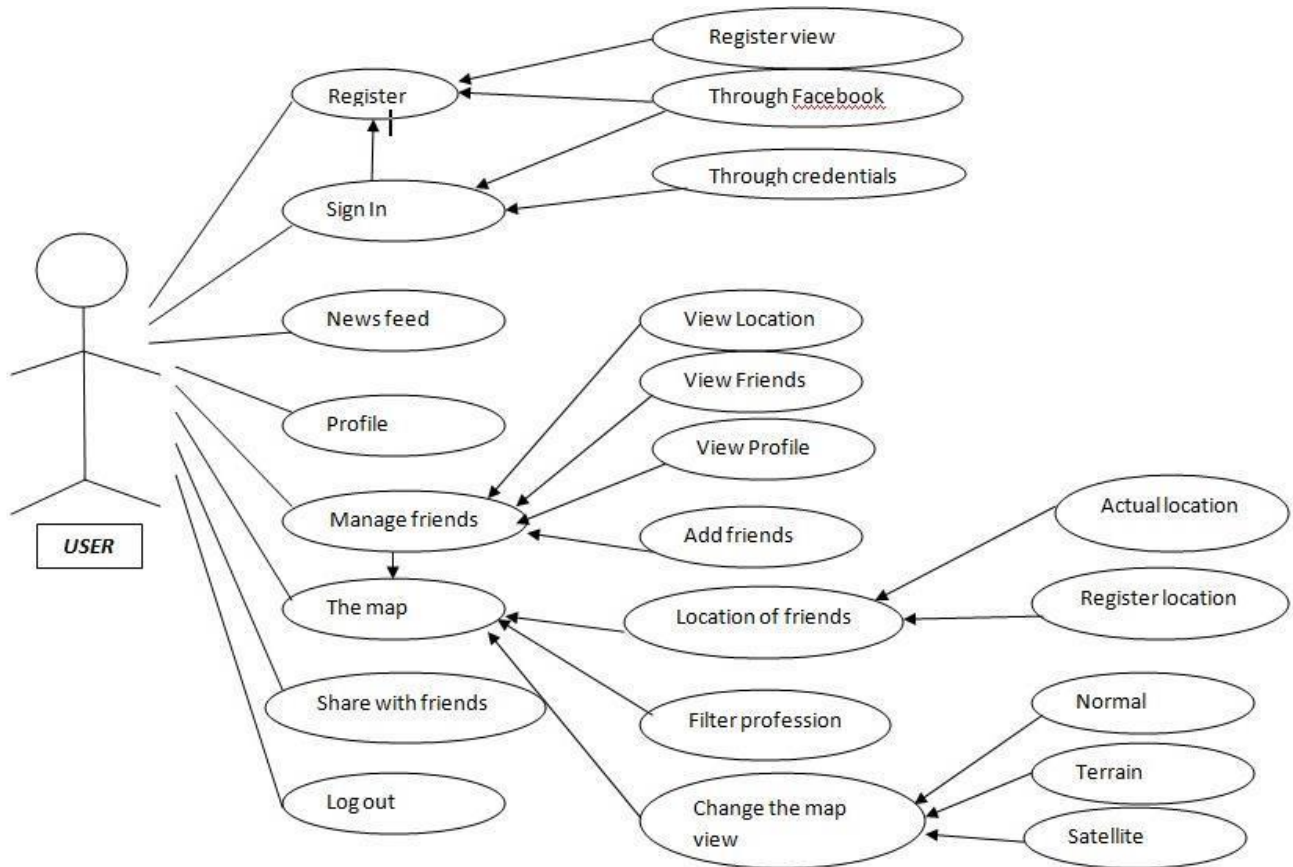 Register view
Through Facebook
Register
Through credentials
Sign In
News feed
View Location
View Friends
Profile
View Profile
Manage friends
Add friends
Actual location
USER
The map
Location of friends
Register location
Share with friends
Filter profession
Normal
Terrain
Log out
Change the map
view
Satellite